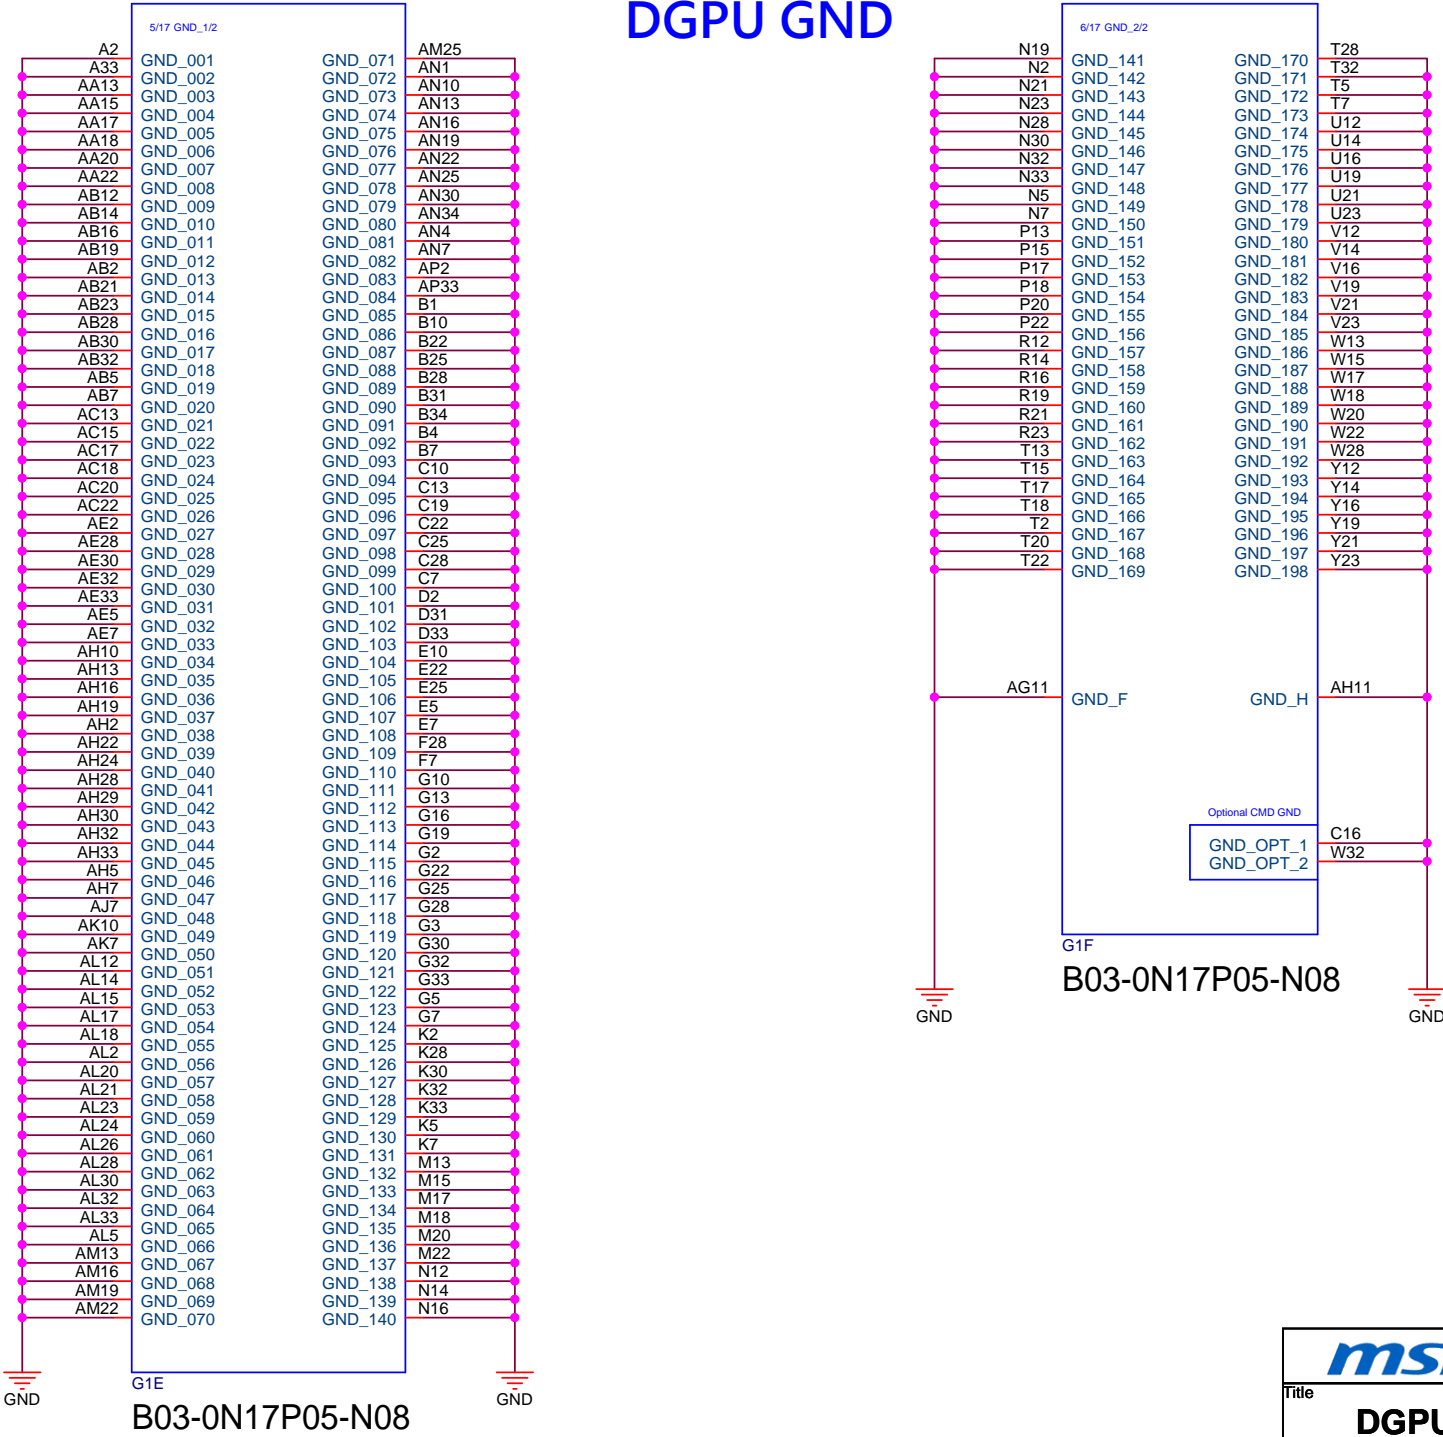 DGPU GND
5/17 GND_1/2
A2 GND_001 GND_071 AM25
A33 GND_002 GND_072 AN1
AA13 GND_003 GND_073 AN10
AA15 GND_004 GND_074 AN13
AA17 GND_005 GND_075 AN16
AA18 GND_006 GND_076 AN19
AA20 GND_007 GND_077 AN22
AA22 GND_008 GND_078 AN25
AB12 GND_009 GND_079 AN30
AB14 GND_010 GND_080 AN34
AB16 GND_011 GND_081 AN4
AB19 GND_012 GND_082 AN7
AB2 GND_013 GND_083 AP2
AB21 GND_014 GND_084 AP33
AB23 GND_015 GND_085 B1
AB28 GND_016 GND_086 B10
AB30 GND_017 GND_087 B22
AB32 GND_018 GND_088 B25
AB5 GND_019 GND_089 B28
AB7 GND_020 GND_090 B31
AC13 GND_021 GND_091 B34
AC15 GND_022 GND_092 B4
AC17 GND_023 GND_093 B7
AC18 GND_024 GND_094 C10
AC20 GND_025 GND_095 C13
AC22 GND_026 GND_096 C19
AE2 GND_027 GND_097 C22
AE28 GND_028 GND_098 C25
AE30 GND_029 GND_099 C28
AE32 GND_030 GND_100 C7
AE33 GND_031 GND_101 D2
AE5 GND_032 GND_102 D31
AE7 GND_033 GND_103 D33
AH10 GND_034 GND_104 E10
AH13 GND_035 GND_105 E22
AH16 GND_036 GND_106 E25
AH19 GND_037 GND_107 E5
AH2 GND_038 GND_108 E7
AH22 GND_039 GND_109 F28
AH24 GND_040 GND_110 F7
AH28 GND_041 GND_111 G10
AH29 GND_042 GND_112 G13
AH30 GND_043 GND_113 G16
AH32 GND_044 GND_114 G19
AH33 GND_045 GND_115 G2
AH5 GND_046 GND_116 G22
AH7 GND_047 GND_117 G25
AJ7 GND_048 GND_118 G28
AK10 GND_049 GND_119 G3
AK7 GND_050 GND_120 G30
AL12 GND_051 GND_121 G32
AL14 GND_052 GND_122 G33
AL15 GND_053 GND_123 G5
AL17 GND_054 GND_124 G7
AL18 GND_055 GND_125 K2
AL2 GND_056 GND_126 K28
AL20 GND_057 GND_127 K30
AL21 GND_058 GND_128 K32
AL23 GND_059 GND_129 K33
AL24 GND_060 GND_130 K5
AL26 GND_061 GND_131 K7
AL28 GND_062 GND_132 M13
AL30 GND_063 GND_133 M15
AL32 GND_064 GND_134 M17
AL33 GND_065 GND_135 M18
AL5 GND_066 GND_136 M20
AM13 GND_067 GND_137 M22
AM16 GND_068 GND_138 N12
AM19 GND_069 GND_139 N14
AM22 GND_070 GND_140 N16
G1E
GND GND
B03-0N17P05-N08
6/17 GND_2/2
N19 GND_141 GND_170 T28
N2 GND_142 GND_171 T32
N21 GND_143 GND_172 T5
N23 GND_144 GND_173 T7
N28 GND_145 GND_174 U12
N30 GND_146 GND_175 U14
N32 GND_147 GND_176 U16
N33 GND_148 GND_177 U19
N5 GND_149 GND_178 U21
N7 GND_150 GND_179 U23
P13 GND_151 GND_180 V12
P15 GND_152 GND_181 V14
P17 GND_153 GND_182 V16
P18 GND_154 GND_183 V19
P20 GND_155 GND_184 V21
P22 GND_156 GND_185 V23
R12 GND_157 GND_186 W13
R14 GND_158 GND_187 W15
R16 GND_159 GND_188 W17
R19 GND_160 GND_189 W18
R21 GND_161 GND_190 W20
R23 GND_162 GND_191 W22
T13 GND_163 GND_192 W28
T15 GND_164 GND_193 Y12
T17 GND_165 GND_194 Y14
T18 GND_166 GND_195 Y16
T2 GND_167 GND_196 Y19
T20 GND_168 GND_197 Y21
T22 GND_169 GND_198 Y23
AG11 GND_F GND_H AH11
Optional CMD GND
GND_OPT_1 C16
GND_OPT_2 W32
G1F
B03-0N17P05-N08
GND GND
Title
DGPU